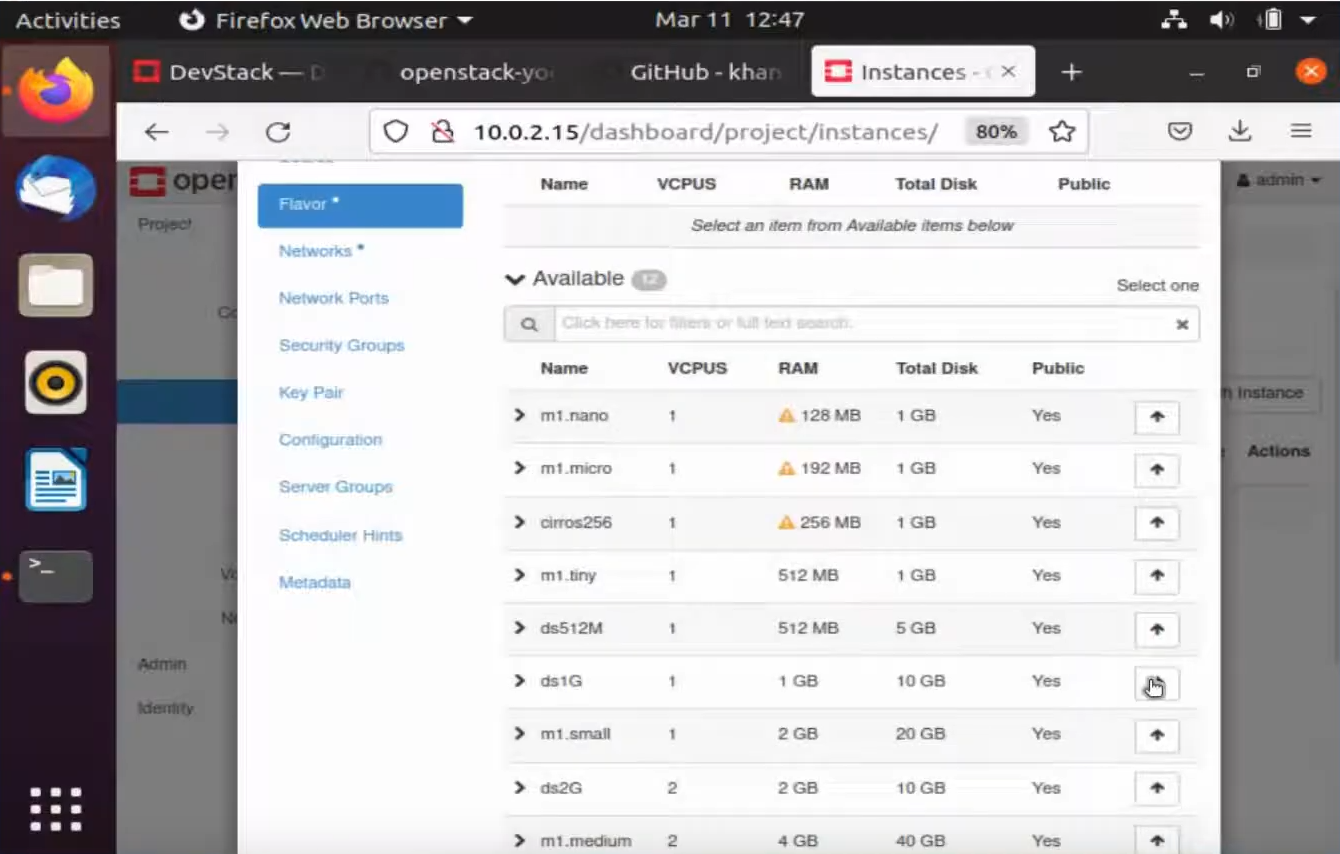 Activities Firefox Web Browser Mar 11 12:47
DevStack — D openstack-yo GitHub - khan Instances -
10.0.2.15/dashboard/project/instances/ 80%
open admin
Project
Flavor *
Networks *
Network Ports
Security Groups
Key Pair
Configuration
Server Groups
Scheduler Hints
Metadata
Co
Vo
Ne
Admin
Identity
Name VCPUS RAM Total Disk Public
Select an item from Available items below
Available 12 Select one
Click here for filters or full text search.
Name VCPUS RAM Total Disk Public
m1.nano 1 128 MB 1 GB Yes
m1.micro 1 192 MB 1 GB Yes
cirros256 1 256 MB 1 GB Yes
m1.tiny 1 512 MB 1 GB Yes
ds512M 1 512 MB 5 GB Yes
ds1G 1 1 GB 10 GB Yes
m1.small 1 2 GB 20 GB Yes
ds2G 2 2 GB 10 GB Yes
m1.medium 2 4 GB 40 GB Yes
h Instance
Actions